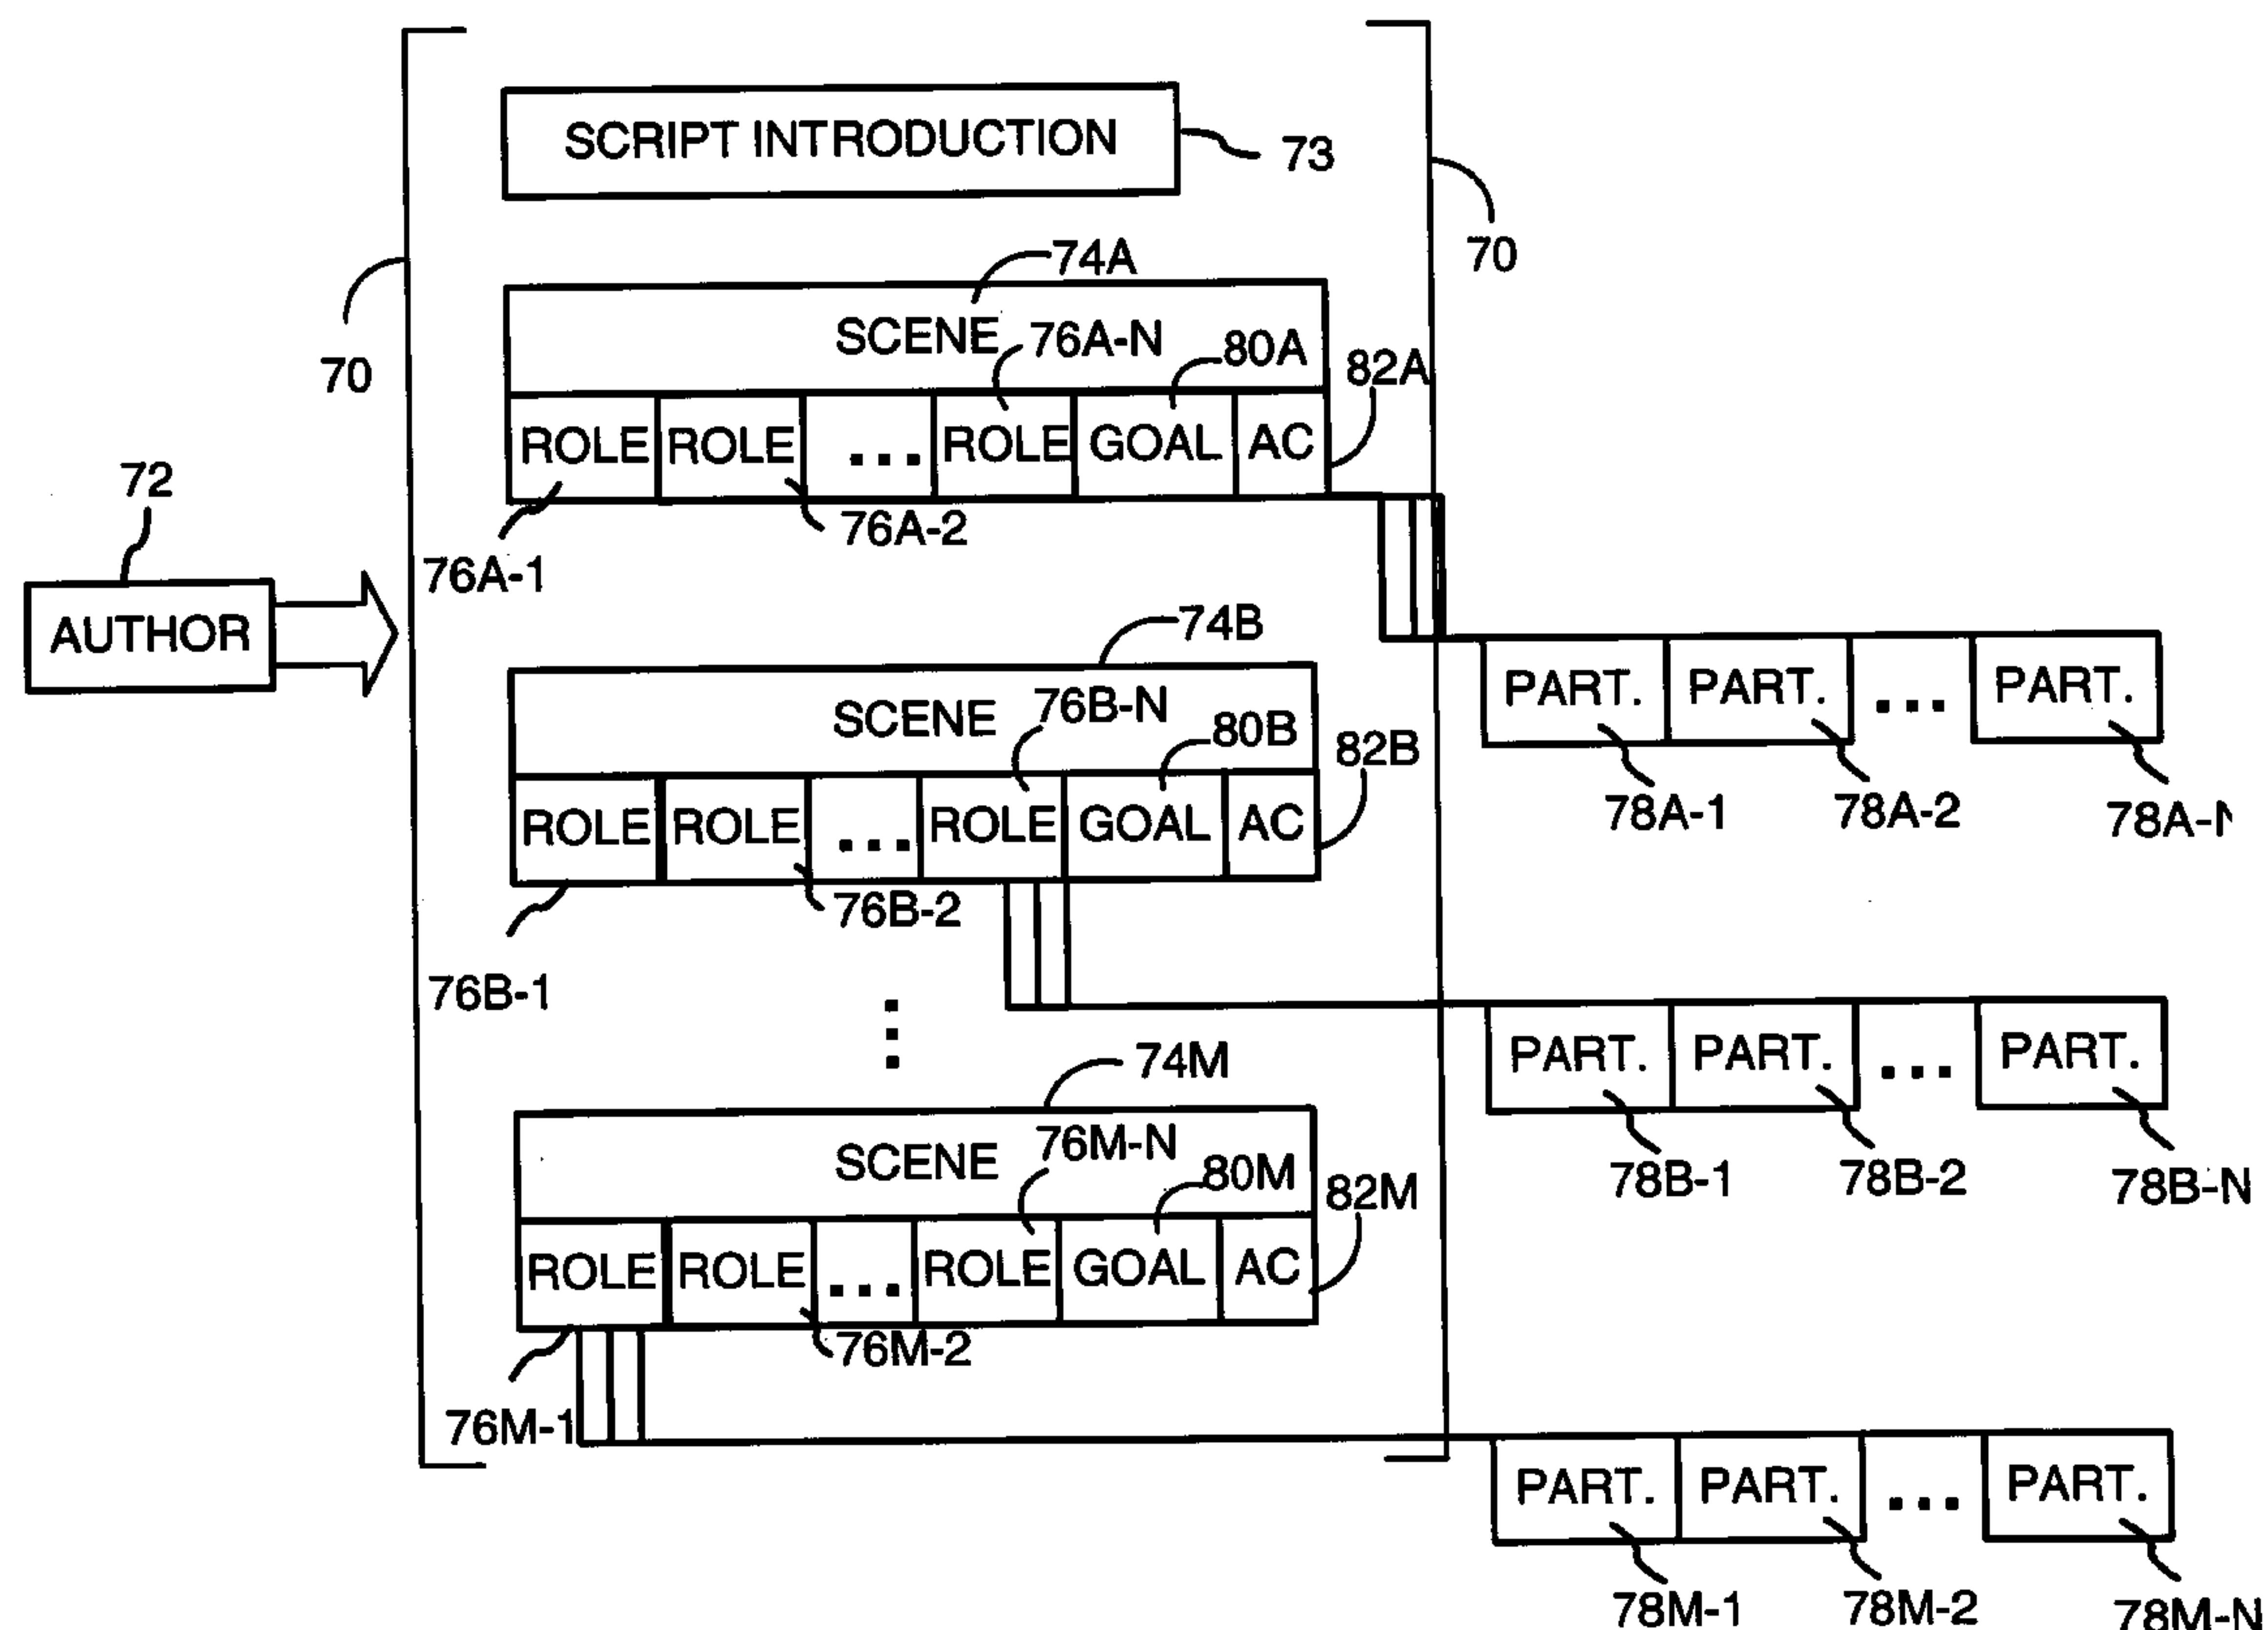 SCRIPT INTRODUCTION
73
70
74A
SCENE
76A-N
80A
82A
70
ROLE ROLE ... ROLE GOAL AC
72
76A-2
76A-1
AUTHOR
74B
PART. PART. ... PART.
SCENE
76B-N
80B
82B
78A-1
78A-2
78A-N
ROLE ROLE ... ROLE GOAL AC
76B-2
76B-1
PART. PART. ... PART.
74M
76M-N
SCENE
80M
82M
78B-1
78B-2
78B-N
ROLE ROLE ... ROLE GOAL AC
76M-2
76M-1
PART. PART. ... PART.
78M-1
78M-2
78M-N